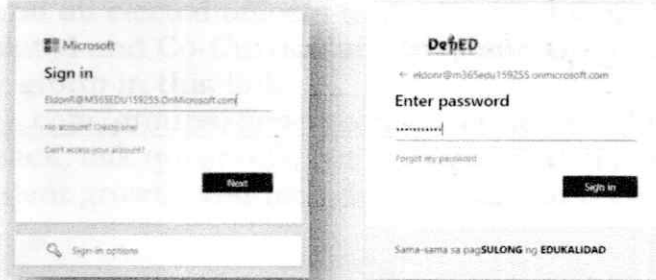 Microsoft
Sign in
EldonR@M365EDU159255.OnMicrosoft.com
No account? Create one!
Can't access your account?
Next
Sign-in options
DepED
← eldonr@m365edu159255.onmicrosoft.com
Enter password
Forgot my password
Sign in
Sama-sama sa pagSULONG ng EDUKALIDAD